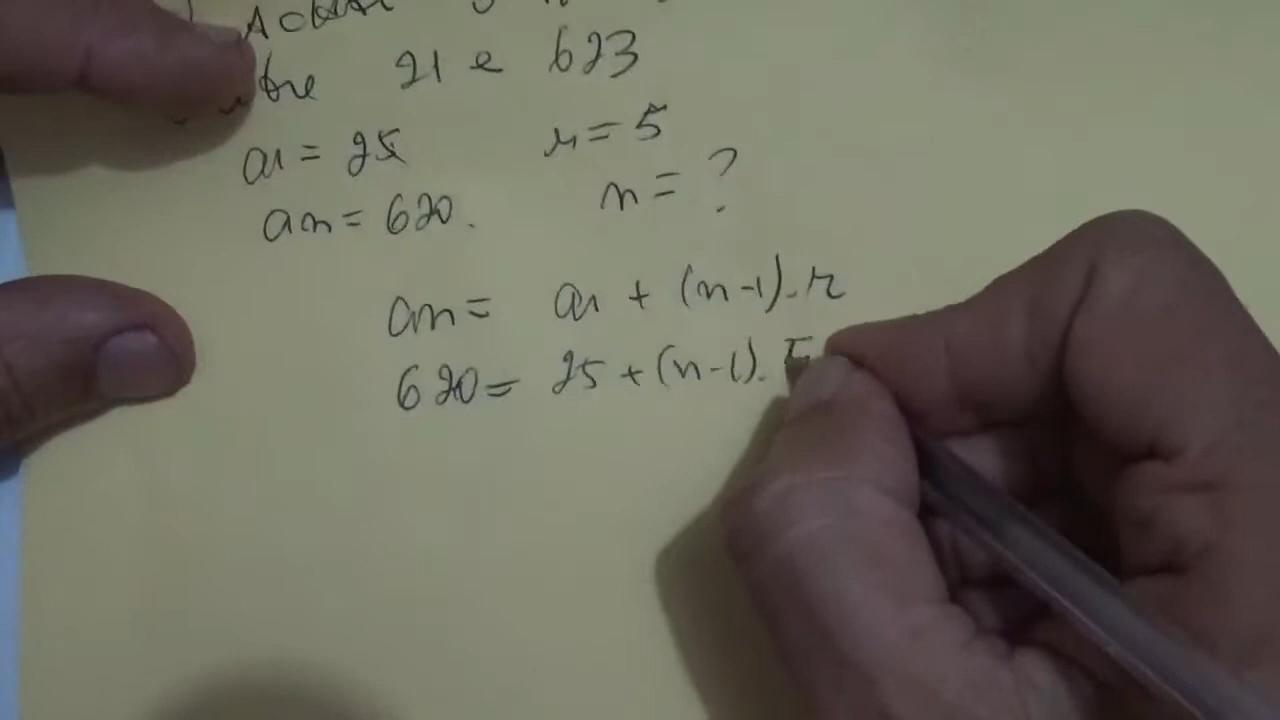 21 e 623
a1 = 25 r = 5
an = 620. n = ?
an = a1 + (n-1).r
620 = 25 + (n-1). 5